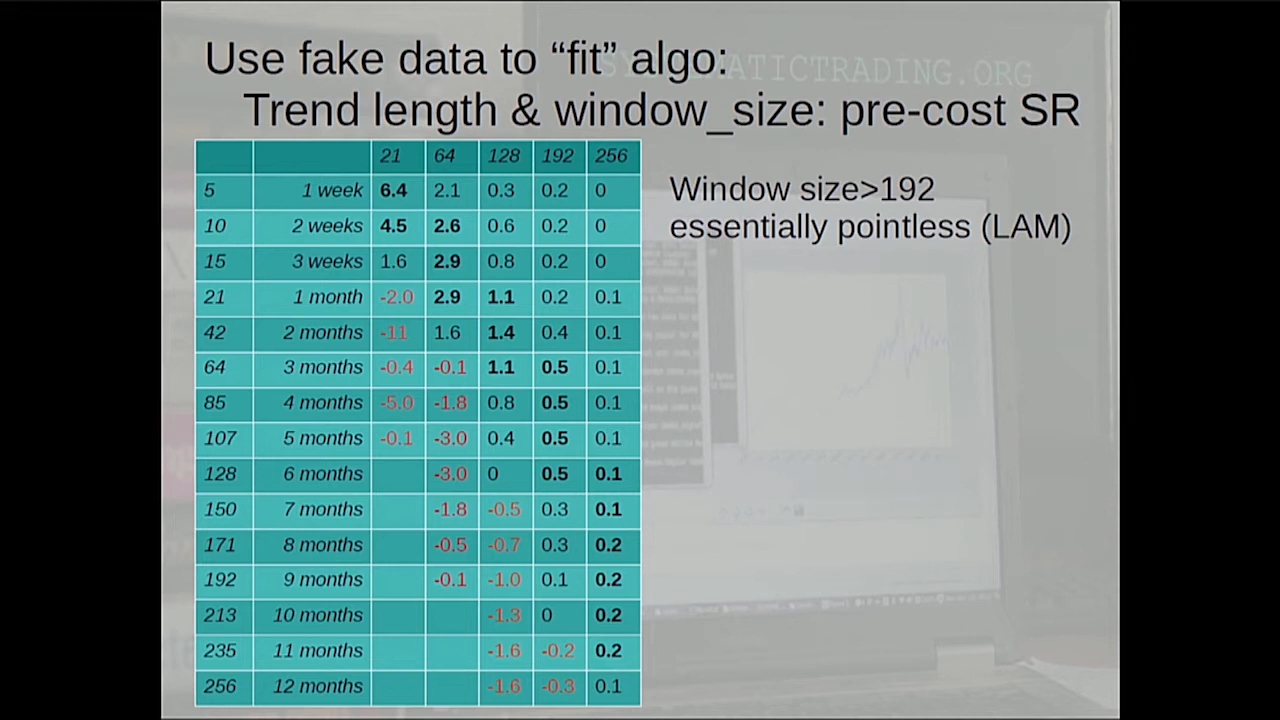 Use fake data to “fit” algo:
Trend length & window_size: pre-cost SR
21 64 128 192 256
5 1 week 6.4 2.1 0.3 0.2 0
10 2 weeks 4.5 2.6 0.6 0.2 0
15 3 weeks 1.6 2.9 0.8 0.2 0
21 1 month -2.0 2.9 1.1 0.2 0.1
42 2 months -11 1.6 1.4 0.4 0.1
64 3 months -0.4 -0.1 1.1 0.5 0.1
85 4 months -5.0 -1.8 0.8 0.5 0.1
107 5 months -0.1 -3.0 0.4 0.5 0.1
128 6 months -3.0 0 0.5 0.1
150 7 months -1.8 -0.5 0.3 0.1
171 8 months -0.5 -0.7 0.3 0.2
192 9 months -0.1 -1.0 0.1 0.2
213 10 months -1.3 0 0.2
235 11 months -1.6 -0.2 0.2
256 12 months -1.6 -0.3 0.1
Window size>192
essentially pointless (LAM)